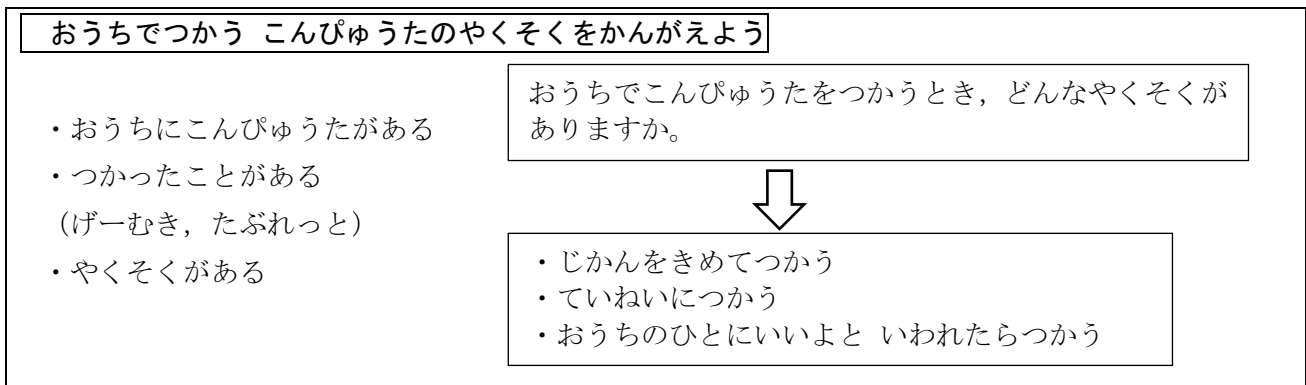 おうちでつかう こんぴゅうたのやくそくをかんがえよう
・おうちにこんぴゅうたがある
・つかったことがある
（げーむき，たぶれっと）
・やくそくがある
おうちでこんぴゅうたをつかうとき，どんなやくそくが
ありますか。
・じかんをきめてつかう
・ていねいにつかう
・おうちのひとにいいよと いわれたらつかう